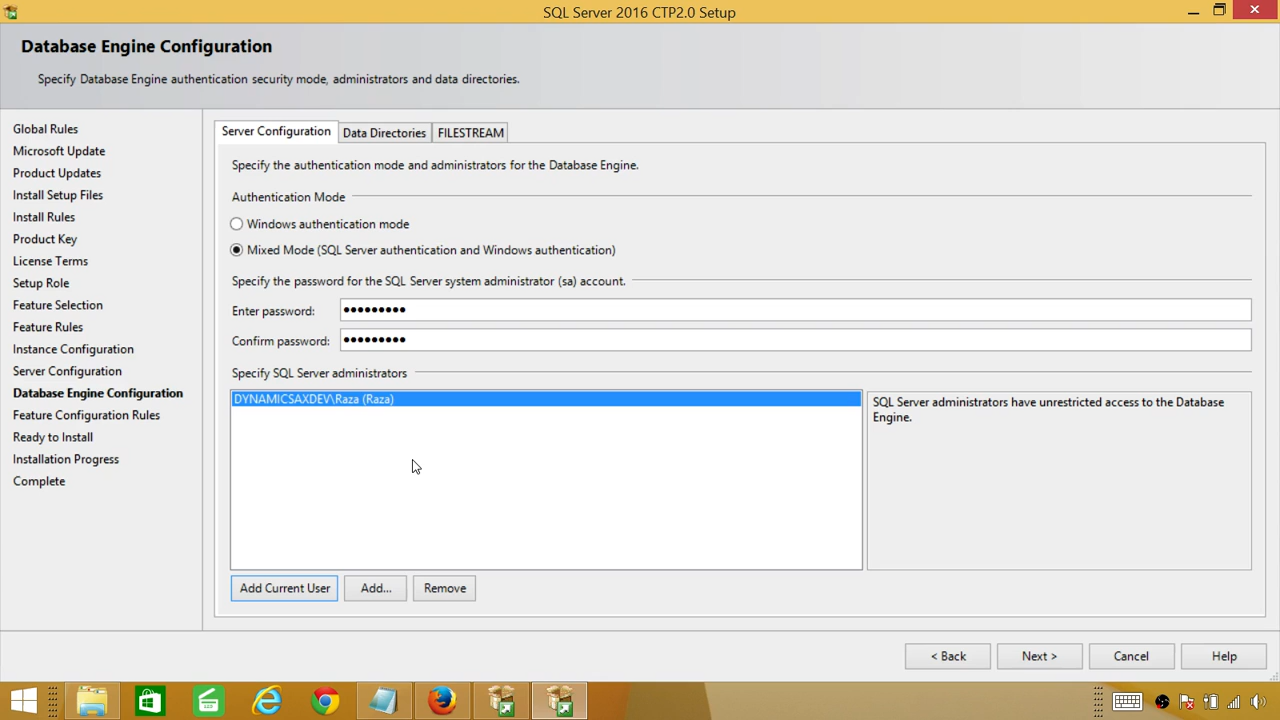 SQL Server 2016 CTP2.0 Setup
Database Engine Configuration
Specify Database Engine authentication security mode, administrators and data directories.
Global Rules
Microsoft Update
Product Updates
Install Setup Files
Install Rules
Product Key
License Terms
Setup Role
Feature Selection
Feature Rules
Instance Configuration
Server Configuration
Database Engine Configuration
Feature Configuration Rules
Ready to Install
Installation Progress
Complete
Server Configuration Data Directories FILESTREAM
Specify the authentication mode and administrators for the Database Engine.
Authentication Mode
Windows authentication mode
Mixed Mode (SQL Server authentication and Windows authentication)
Specify the password for the SQL Server system administrator (sa) account.
Enter password: ●●●●●●●●●
Confirm password: ●●●●●●●●●
Specify SQL Server administrators
DYNAMICSAXDEV\Raza (Raza)
SQL Server administrators have unrestricted access to the Database
Engine.
Add Current User Add... Remove
< Back Next > Cancel Help